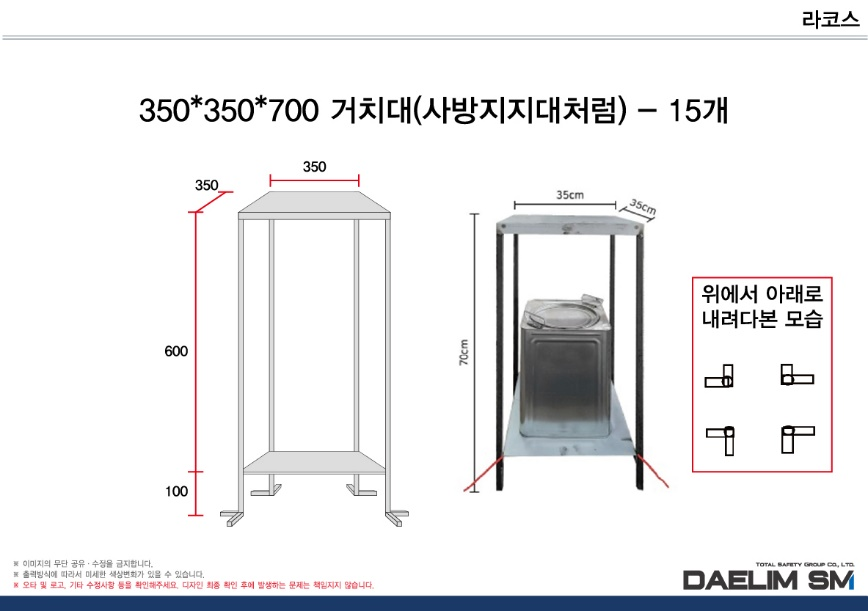 라코스
350*350*700 거치대(사방지지대처럼) – 15개
350
350
600
100
35cm
35cm
70cm
위에서 아래로
내려다본 모습
※ 이미지의 무단 공유 · 수정을 금지합니다.
※ 출력방식에 따라서 미세한 색상변화가 있을 수 있습니다.
※ 오타 및 로고, 기타 수정사항 등을 확인해주세요. 디자인 최종 확인 후에 발생하는 문제는 책임지지 않습니다.
TOTAL SAFETY GROUP CO., LTD.
DAELIM SM